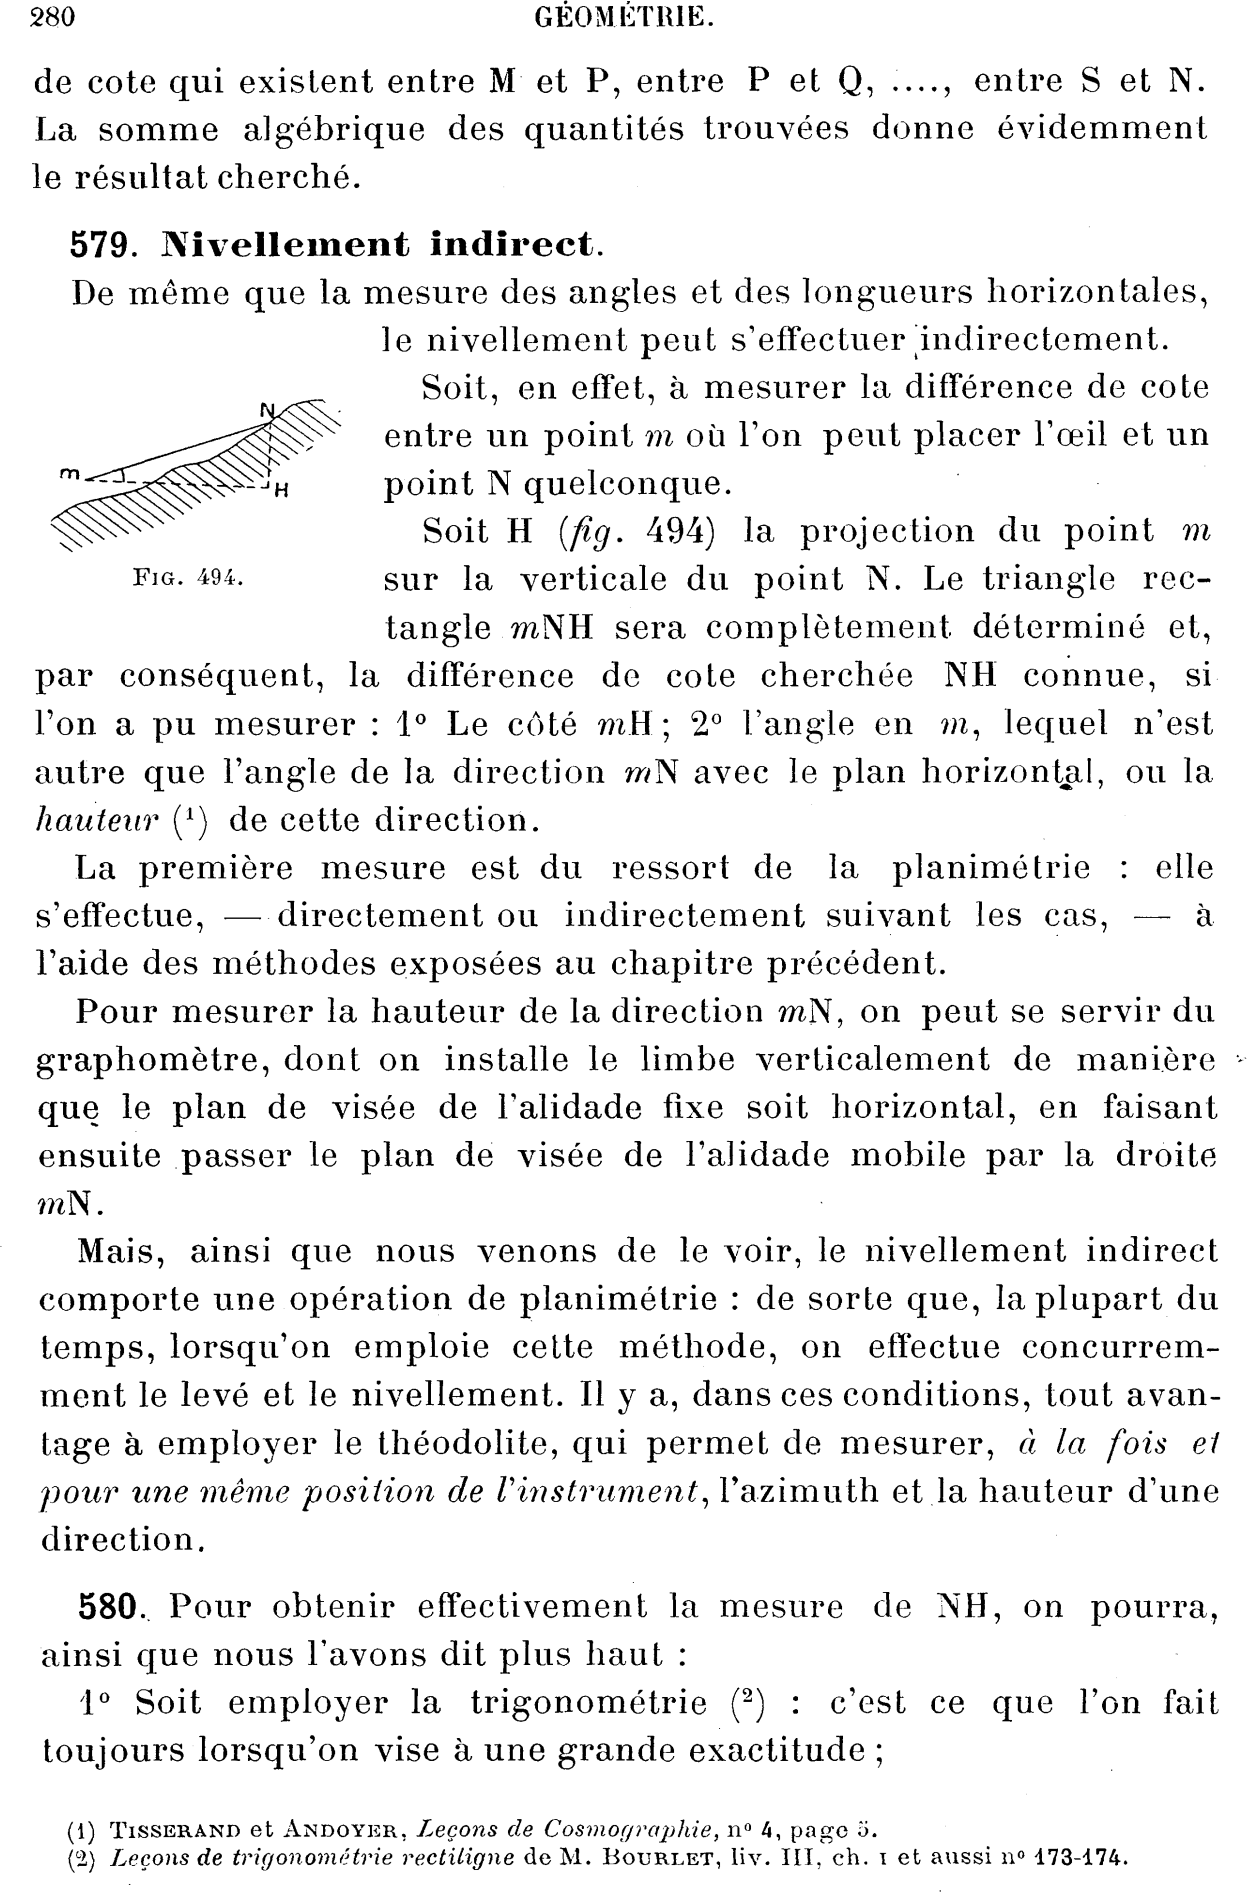 280
GÉOMÉTRIE.
de cote qui existent entre M et P, entre P et Q, ...., entre S et N.
La somme algébrique des quantités trouvées donne évidemment
le résultat cherché.
579. Nivellement indirect.
De même que la mesure des angles et des longueurs horizontales,
le nivellement peut s'effectuer indirectement.
Soit, en effet, à mesurer la différence de cote
entre un point m où l'on peut placer l'œil et un
point N quelconque.
Soit H (fig. 494) la projection du point m
sur la verticale du point N. Le triangle rec-
tangle mNH sera complètement déterminé et,
N
m
H
FIG. 494.
par conséquent, la différence de cote cherchée NH connue, si
l'on a pu mesurer : 1° Le côté mH ; 2° l'angle en m, lequel n'est
autre que l'angle de la direction mN avec le plan horizontal, ou la
hauteur (¹) de cette direction.
La première mesure est du ressort de la planimétrie : elle
s'effectue, — directement ou indirectement suivant les cas, — à
l'aide des méthodes exposées au chapitre précédent.
Pour mesurer la hauteur de la direction mN, on peut se servir du
graphomètre, dont on installe le limbe verticalement de manière
que le plan de visée de l'alidade fixe soit horizontal, en faisant
ensuite passer le plan de visée de l'alidade mobile par la droite
mN.
Mais, ainsi que nous venons de le voir, le nivellement indirect
comporte une opération de planimétrie : de sorte que, la plupart du
temps, lorsqu'on emploie cette méthode, on effectue concurrem-
ment le levé et le nivellement. Il y a, dans ces conditions, tout avan-
tage à employer le théodolite, qui permet de mesurer, à la fois et
pour une même position de l'instrument, l'azimuth et la hauteur d'une
direction.
580. Pour obtenir effectivement la mesure de NH, on pourra,
ainsi que nous l'avons dit plus haut :
1° Soit employer la trigonométrie (²) : c'est ce que l'on fait
toujours lorsqu'on vise à une grande exactitude ;
(1) TISSERAND et ANDOYER, Leçons de Cosmographie, n° 4, page 5.
(2) Leçons de trigonométrie rectiligne de M. BOURLET, liv. III, ch. I et aussi n° 173-174.